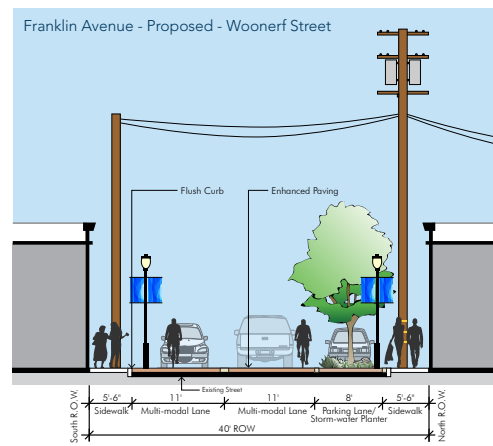 Franklin Avenue - Proposed - Woonerf Street
Flush Curb
Enhanced Paving
Existing Street
5'-6" 11' 11' 8' 5'-6"
Sidewalk Multi-modal Lane Multi-modal Lane Parking Lane/ Sidewalk
Storm-water Planter
40' ROW
South R.O.W.
North R.O.W.